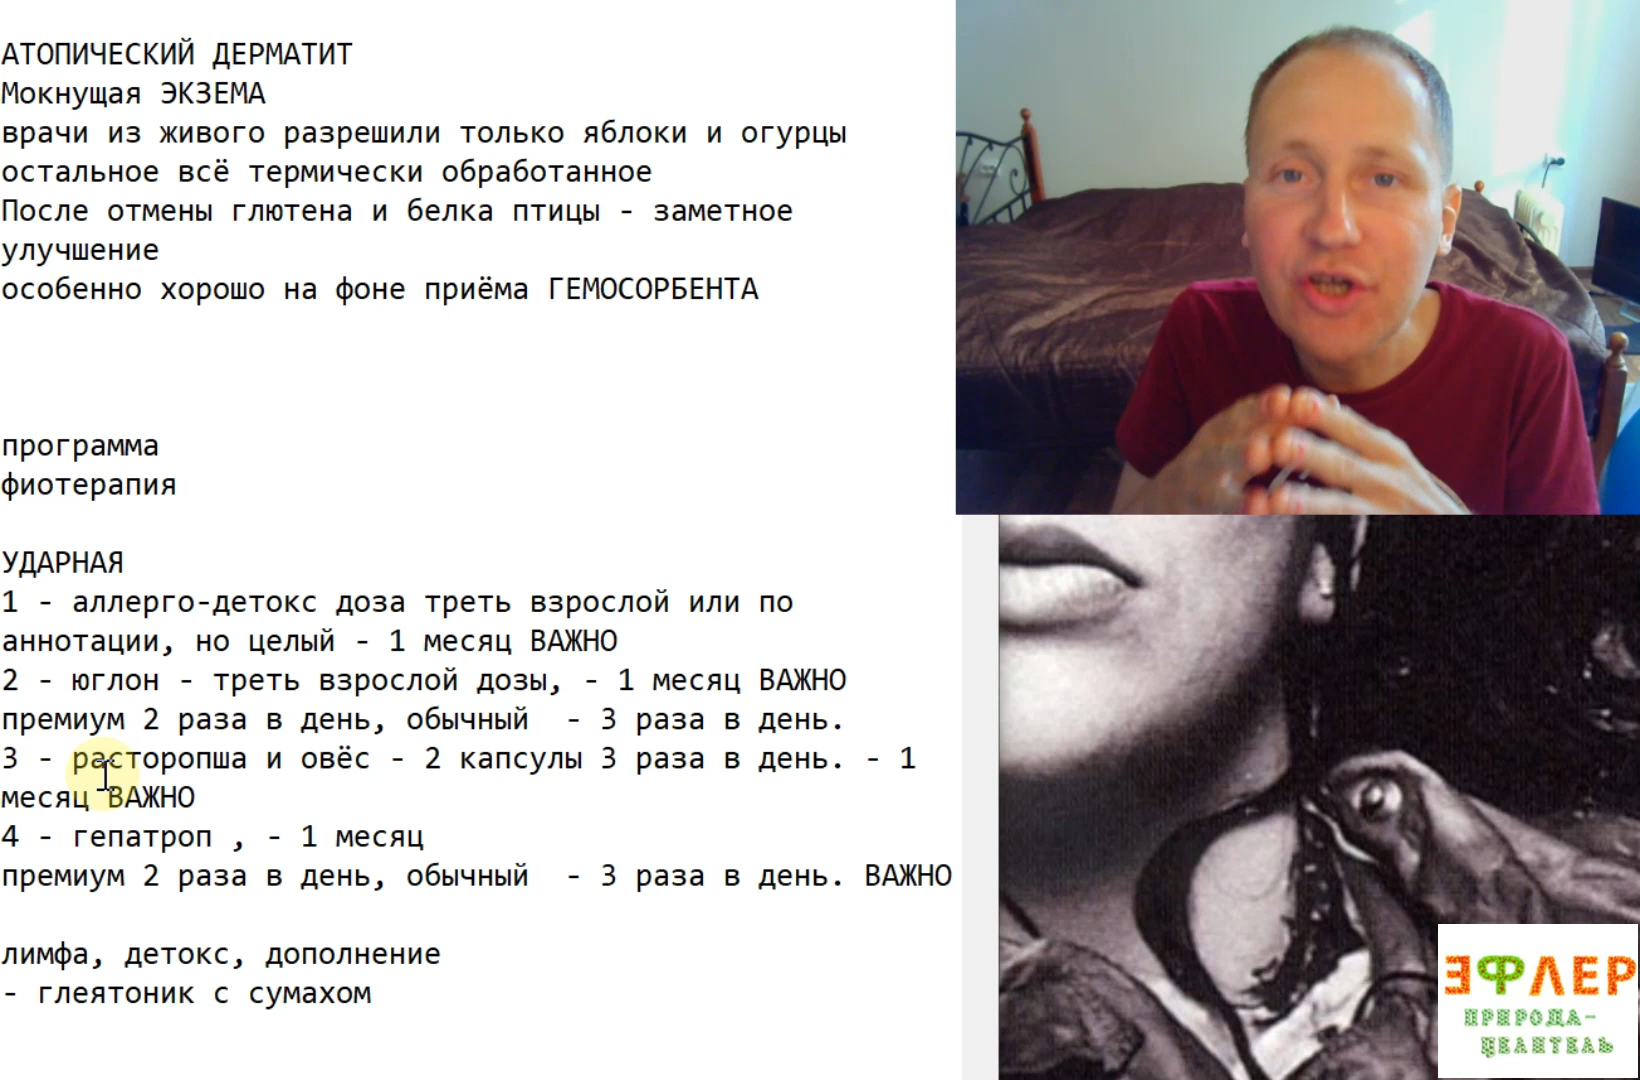 АТОПИЧЕСКИЙ ДЕРМАТИТ
Мокнущая ЭКЗЕМА
врачи из живого разрешили только яблоки и огурцы
остальное всё термически обработанное
После отмены глютена и белка птицы - заметное
улучшение
особенно хорошо на фоне приёма ГЕМОСОРБЕНТА
программа
фиотерапия
УДАРНАЯ
1 - аллерго-детокс доза треть взрослой или по
аннотации, но целый - 1 месяц ВАЖНО
2 - юглон - треть взрослой дозы, - 1 месяц ВАЖНО
премиум 2 раза в день, обычный  - 3 раза в день.
3 - расторопша и овёс - 2 капсулы 3 раза в день. - 1
месяц ВАЖНО
4 - гепатроп , - 1 месяц
премиум 2 раза в день, обычный  - 3 раза в день. ВАЖНО
лимфа, детокс, дополнение
- глеятоник с сумахом
ЭФЛЕР
ПРИРОДА-
ЦЕЛИТЕЛЬ